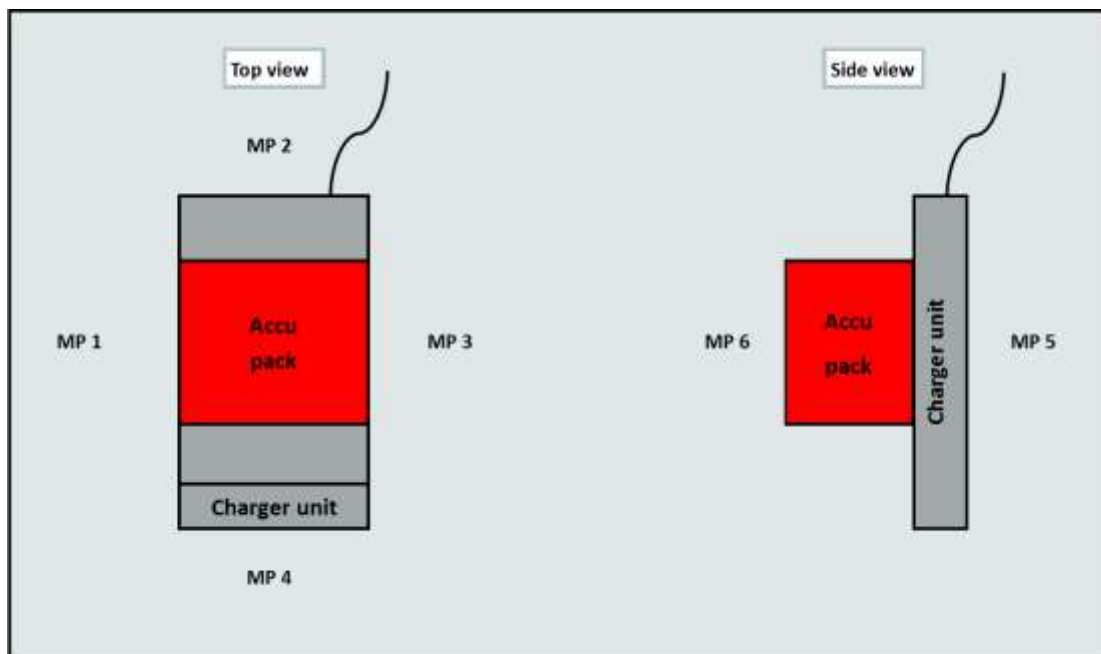 Top view
MP 2
MP 1
Accu
pack
MP 3
Charger unit
MP 4
Side view
MP 6
Accu
pack
Charger unit
MP 5